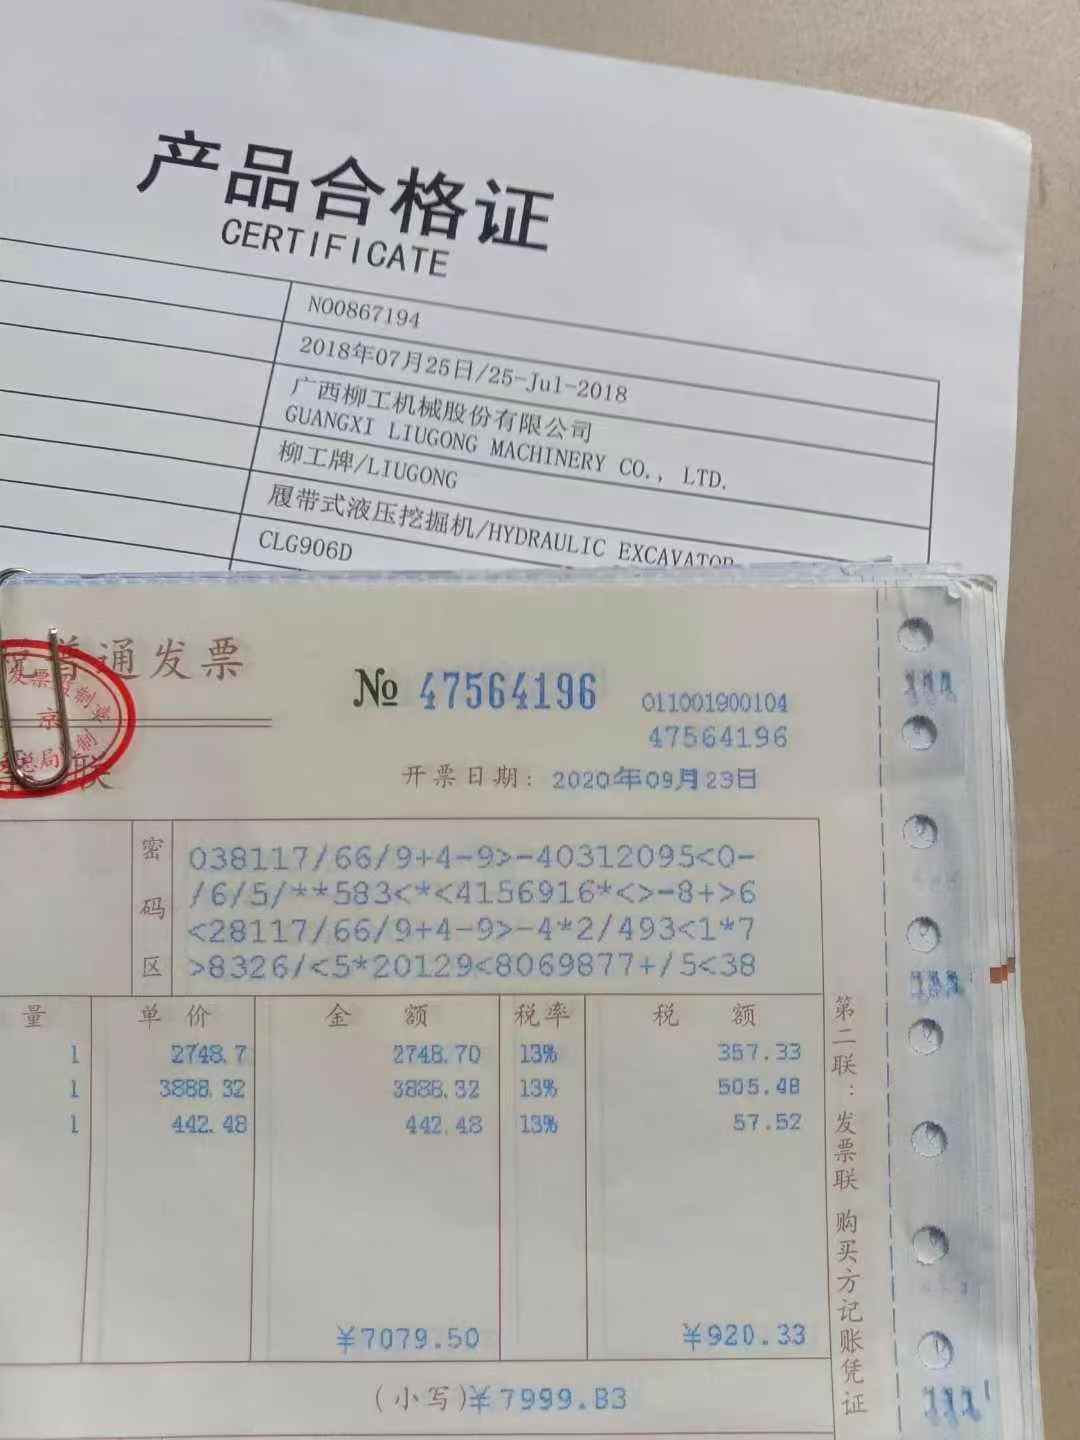 产品合格证
CERTIFICATE
NO0867194
2018年07月25日/25-Jul-2018
广西柳工机械股份有限公司
GUANGXI LIUGONG MACHINERY CO., LTD.
柳工牌/LIUGONG
履带式液压挖掘机/HYDRAULIC EXCAVATOR
CLG906D
普通发票
№ 47564196
011001900104
47564196
开票日期: 2020年09月23日
联
密码区
038117/66/9+4-9>-40312095<0-
/6/5/**583<*<4156916*<>-8+>6
<28117/66/9+4-9>-4*2/493<1*7
>8326/<5*20129<8069877+/5<38
量 单价 金额 税率 税额
1 2748.7 2748.70 13% 357.33
1 3888.32 3888.32 13% 505.48
1 442.48 442.48 13% 57.52
¥7079.50 ¥920.33
(小写)¥7999.83
第二联:发票联 购买方记账凭证